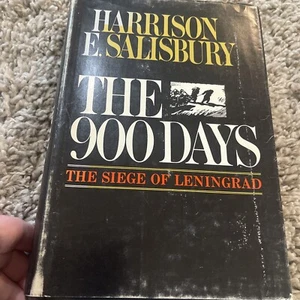 HARRISON
E. SALISBURY
THE
900 DAYS
THE SIEGE OF LENINGRAD